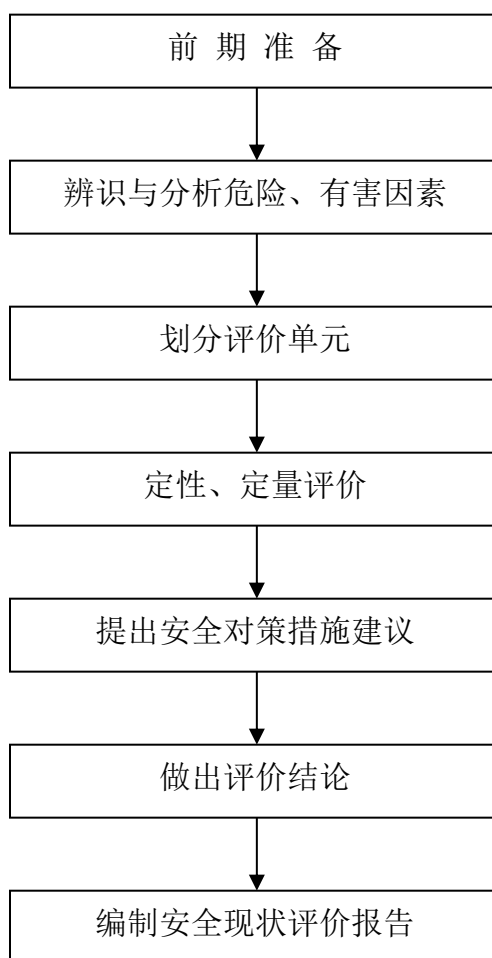 前 期 准 备
辨识与分析危险、有害因素
划分评价单元
定性、定量评价
提出安全对策措施建议
做出评价结论
编制安全现状评价报告